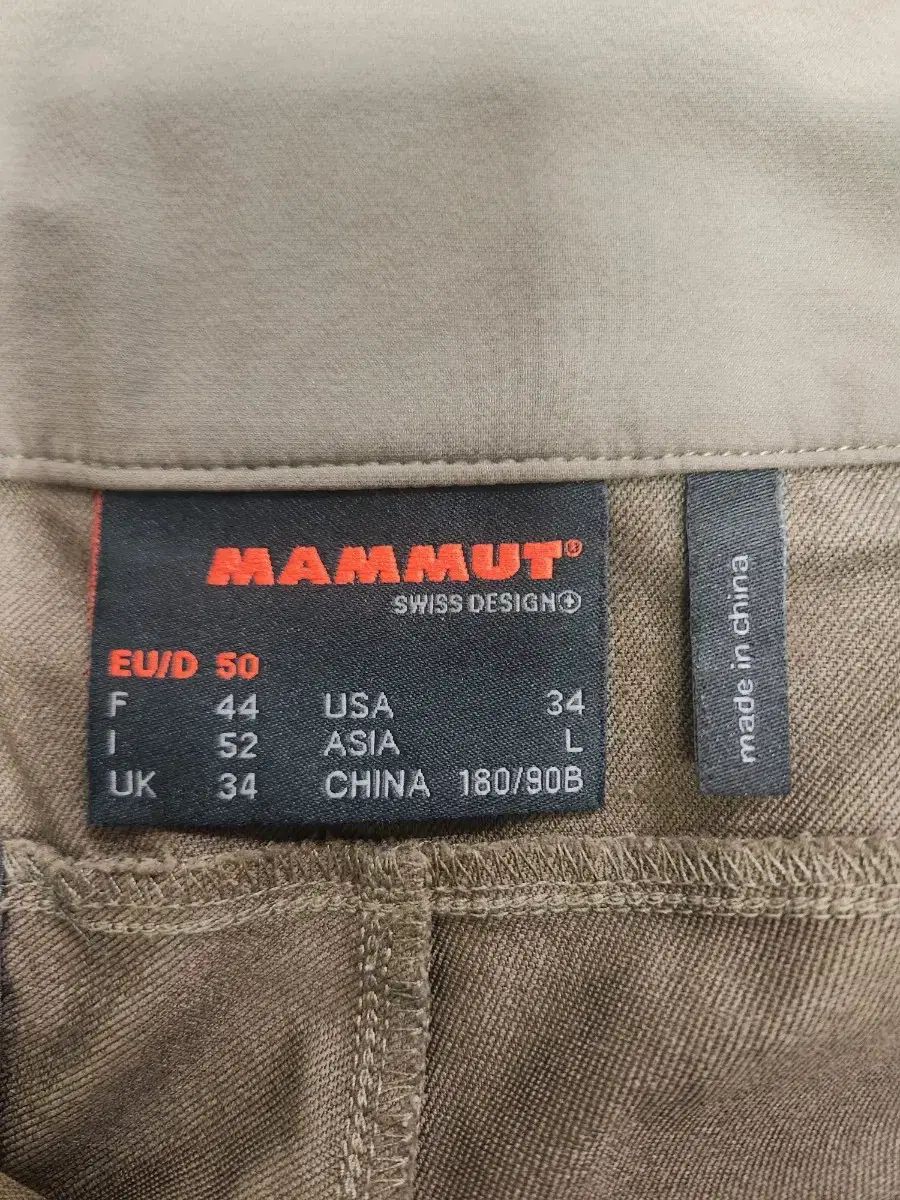 MAMMUT®
SWISS DESIGN
EU/D 50
F 44 USA 34
I 52 ASIA L
UK 34 CHINA 180/90B
made in china